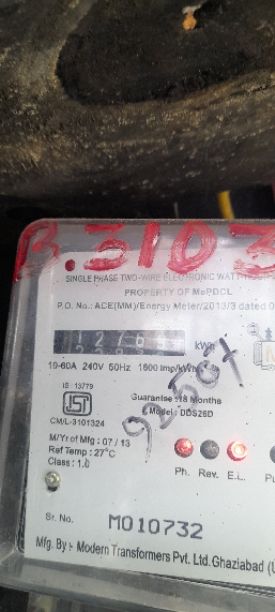 B.3103
SINGLE PHASE TWO-WIRE ELECTRONIC WATT
PROPERTY OF MePDCL
P.O. No.: ACE(MM)/Energy Meter/2013/3 dated 0
kWh
10-60A 240V 50Hz 1600 Imp/kWh
IS 13779
ISI
Guarantee :18 Months
CM/L-3101324
Model: DDS26D
92507
M/Yr of Mfg : 07 / 13
Ref Temp : 27°C
Class : 1.0
Ph. Rev. E.L. Pu
Sr. No. M010732
Mfg. By :- Modern Transformers Pvt. Ltd. Ghaziabad (U